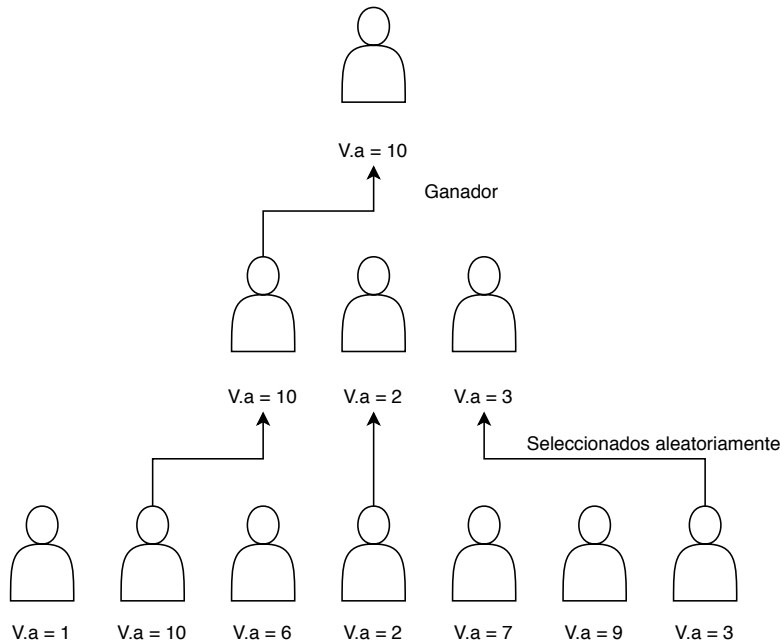 V.a = 10
Ganador
V.a = 10 V.a = 2 V.a = 3
Seleccionados aleatoriamente
V.a = 1 V.a = 10 V.a = 6 V.a = 2 V.a = 7 V.a = 9 V.a = 3